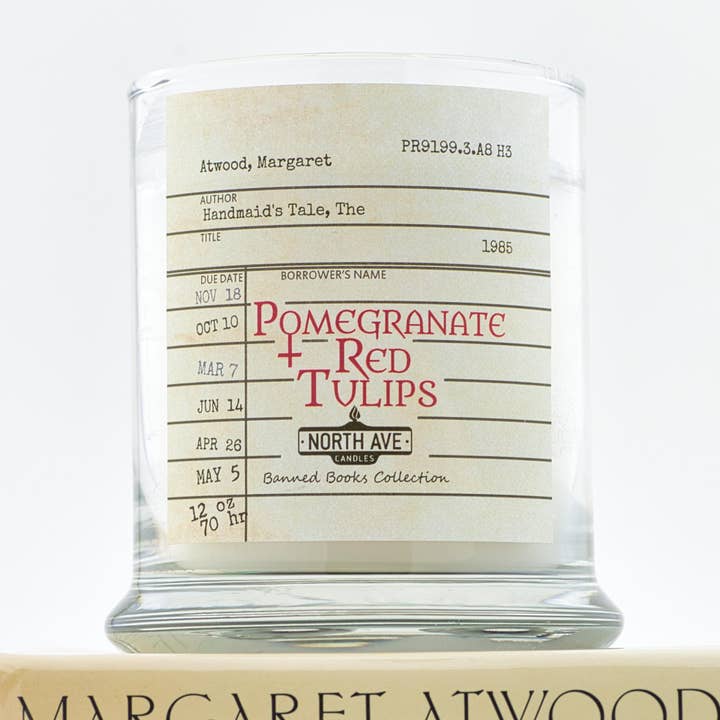 PR9199.3.A8 H3
Atwood, Margaret
AUTHOR
Handmaid's Tale, The
TITLE
1985
DUE DATE
BORROWER'S NAME
NOV 18
OCT 10
MAR 7
JUN 14
APR 26
MAY 5
12 oz
70 hr
POMEGRANATE
+ RED
TULIPS
NORTH AVE
CANDLES
Banned Books Collection
MARGARET ATWOOD